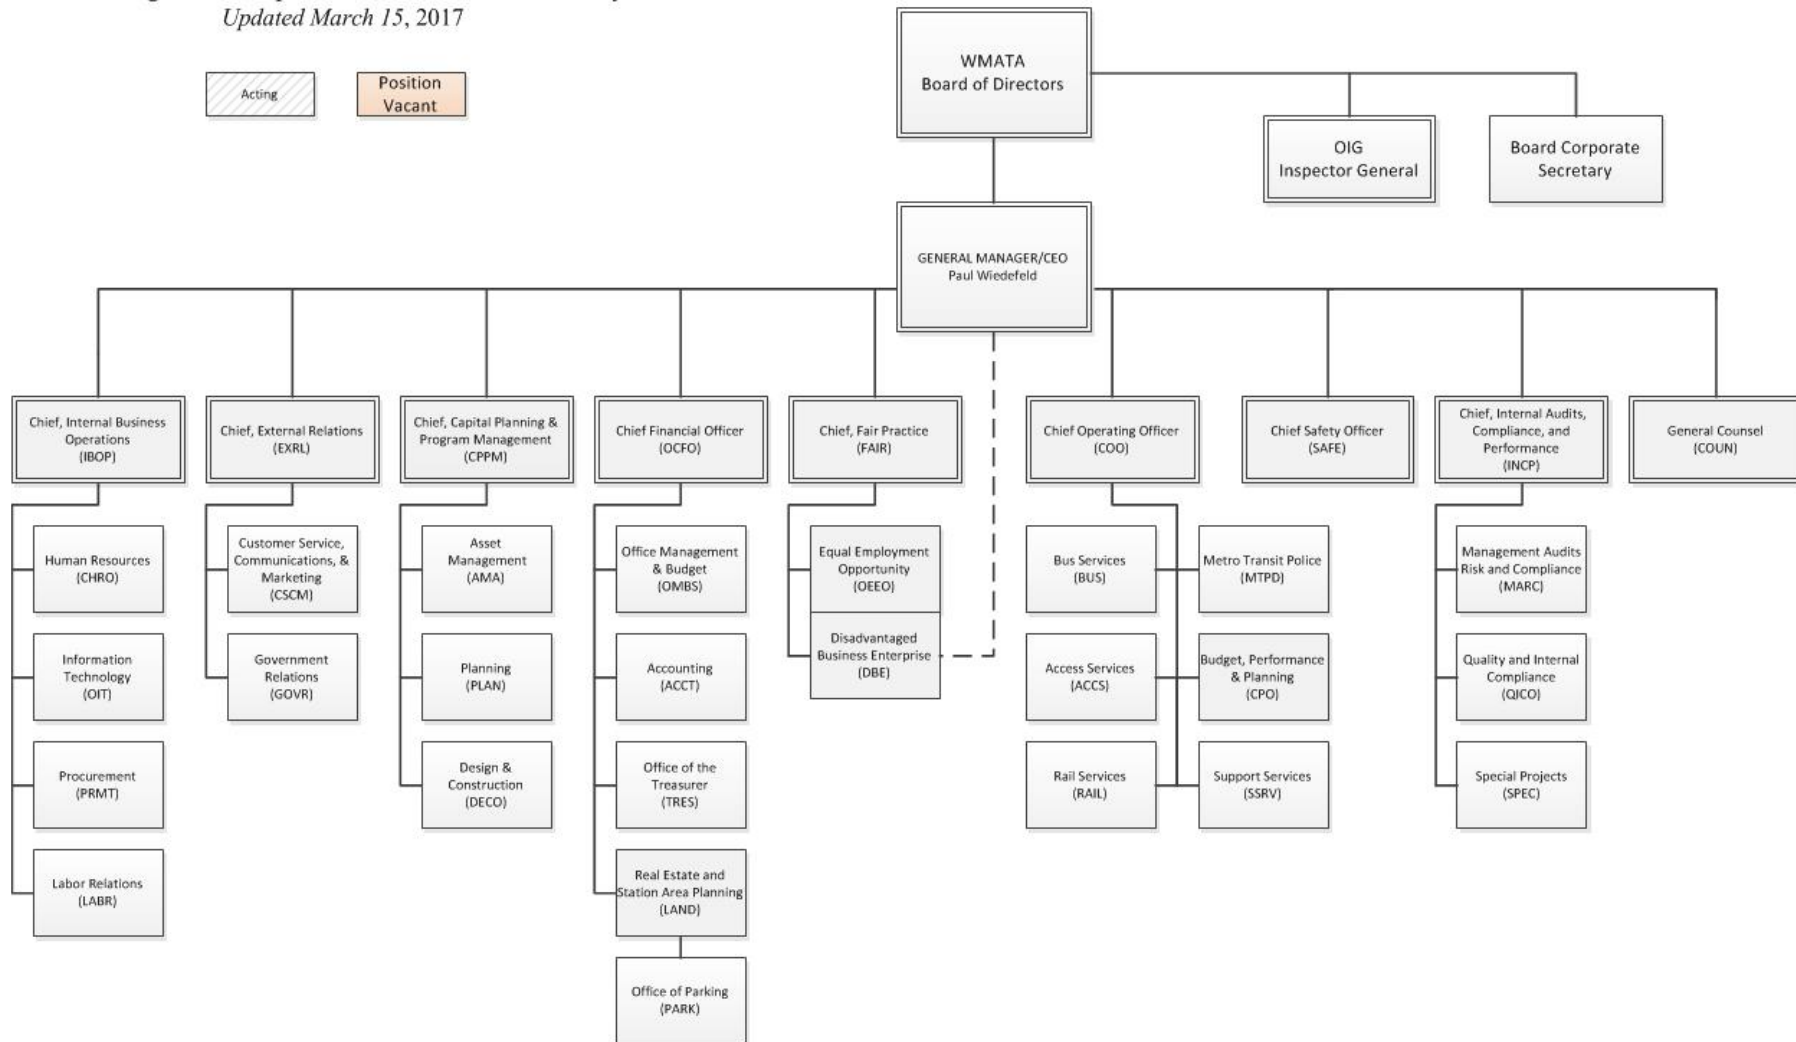 Updated March 15, 2017
Acting
Position
Vacant
WMATA
Board of Directors
OIG
Inspector General
Board Corporate
Secretary
GENERAL MANAGER/CEO
Paul Wiedefeld
Chief, Internal Business
Operations
(IBOP)
Chief, External Relations
(EXRL)
Chief, Capital Planning &
Program Management
(CPPM)
Chief Financial Officer
(OCFO)
Chief, Fair Practice
(FAIR)
Chief Operating Officer
(COO)
Chief Safety Officer
(SAFE)
Chief, Internal Audits,
Compliance, and
Performance
(INCP)
General Counsel
(COUN)
Human Resources
(CHRO)
Information
Technology
(OIT)
Procurement
(PRMT)
Labor Relations
(LABR)
Customer Service,
Communications, &
Marketing
(CSCM)
Government
Relations
(GOVR)
Asset
Management
(AMA)
Planning
(PLAN)
Design &
Construction
(DECO)
Office Management
& Budget
(OMBS)
Accounting
(ACCT)
Office of the
Treasurer
(TRES)
Real Estate and
Station Area Planning
(LAND)
Office of Parking
(PARK)
Equal Employment
Opportunity
(OEEO)
Disadvantaged
Business Enterprise
(DBE)
Bus Services
(BUS)
Access Services
(ACCS)
Rail Services
(RAIL)
Metro Transit Police
(MTPD)
Budget, Performance
& Planning
(CPO)
Support Services
(SSRV)
Management Audits
Risk and Compliance
(MARC)
Quality and Internal
Compliance
(QICO)
Special Projects
(SPEC)